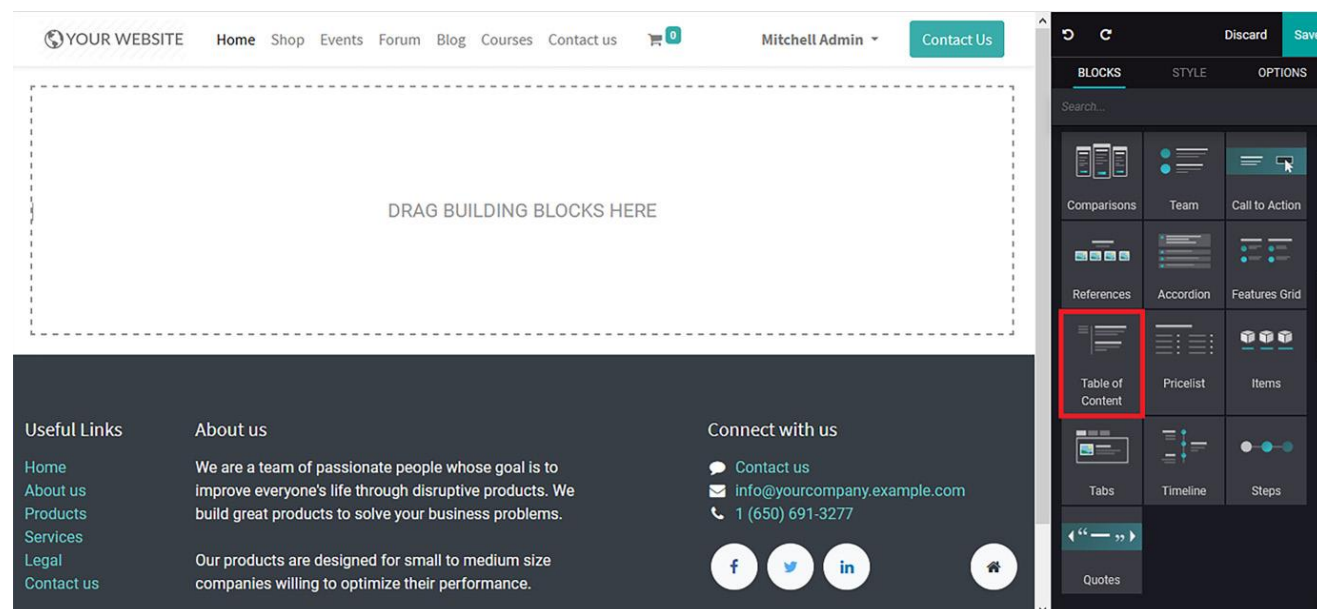 YOUR WEBSITE Home Shop Events Forum Blog Courses Contact us 0 Mitchell Admin Contact Us
DRAG BUILDING BLOCKS HERE
Useful Links
Home
About us
Products
Services
Legal
Contact us
About us
We are a team of passionate people whose goal is to
improve everyone's life through disruptive products. We
build great products to solve your business problems.
Our products are designed for small to medium size
companies willing to optimize their performance.
Connect with us
Contact us
info@yourcompany.example.com
1 (650) 691-3277
Discard Save
BLOCKS STYLE OPTIONS
Search...
Comparisons Team Call to Action
References Accordion Features Grid
Table of
Content
Pricelist Items
Tabs Timeline Steps
Quotes